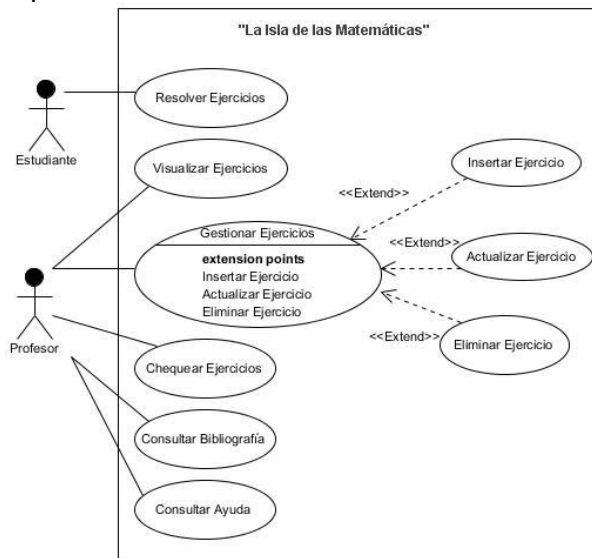 "La Isla de las Matemáticas"
Resolver Ejercicios
Estudiante
Visualizar Ejercicios
Insertar Ejercicio
<<Extend>>
Gestionar Ejercicios
extension points
Insertar Ejercicio
Actualizar Ejercicio
Eliminar Ejercicio
<<Extend>>
Actualizar Ejercicio
<<Extend>>
Eliminar Ejercicio
Profesor
Chequear Ejercicios
Consultar Bibliografía
Consultar Ayuda